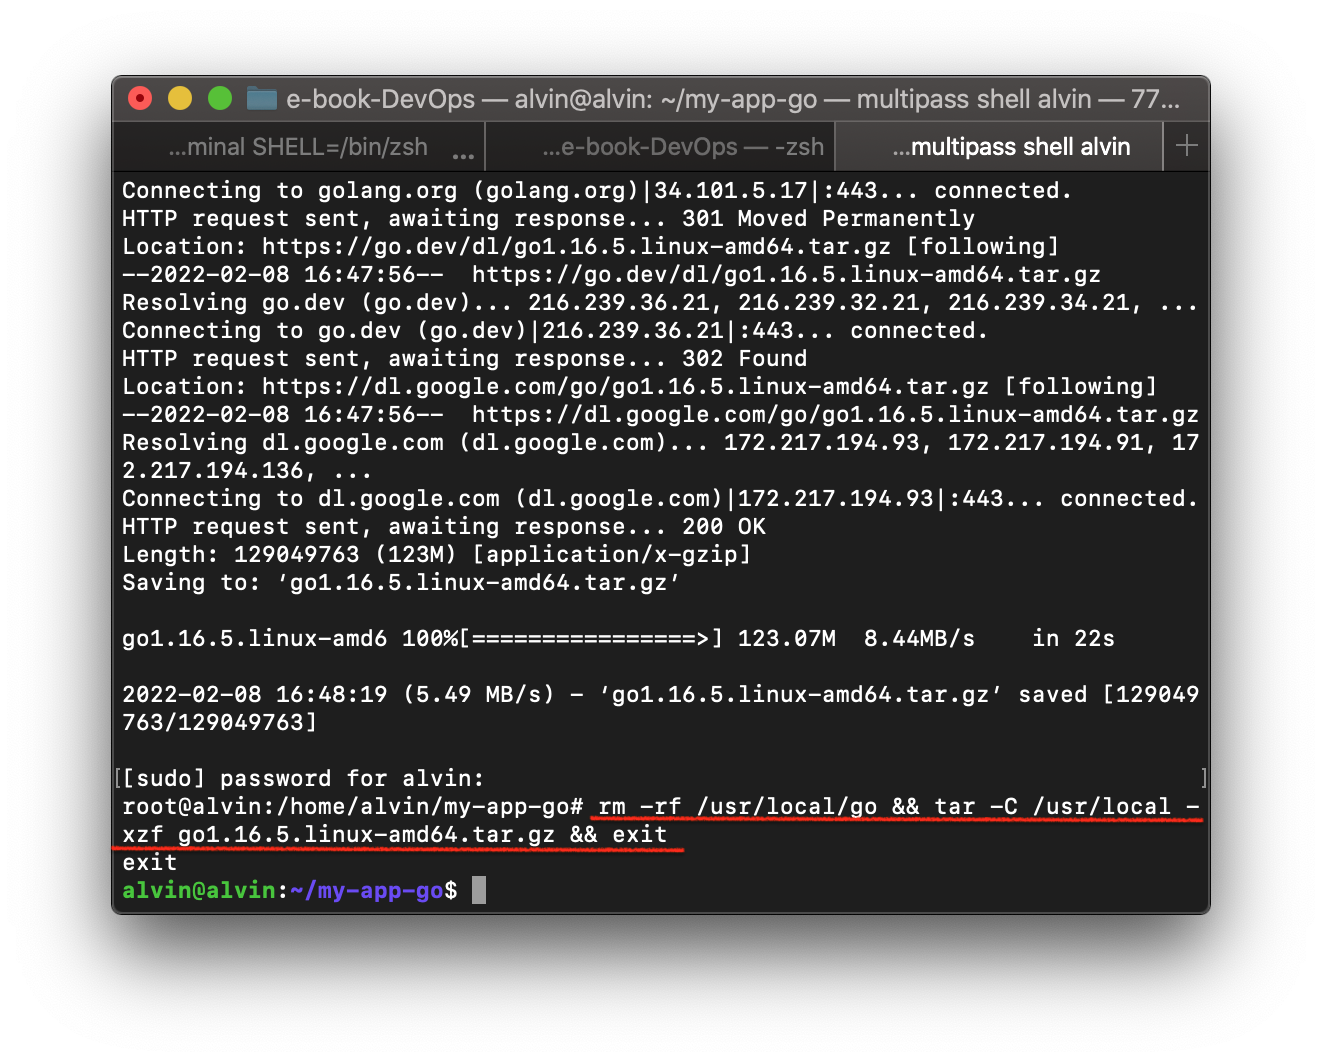 e-book-DevOps — alvin@alvin: ~/my-app-go — multipass shell alvin — 77...
...minal SHELL=/bin/zsh ...
...e-book-DevOps — -zsh
...multipass shell alvin
+
Connecting to golang.org (golang.org)|34.101.5.17|:443... connected.
HTTP request sent, awaiting response... 301 Moved Permanently
Location: https://go.dev/dl/go1.16.5.linux-amd64.tar.gz [following]
--2022-02-08 16:47:56--  https://go.dev/dl/go1.16.5.linux-amd64.tar.gz
Resolving go.dev (go.dev)... 216.239.36.21, 216.239.32.21, 216.239.34.21, ...
Connecting to go.dev (go.dev)|216.239.36.21|:443... connected.
HTTP request sent, awaiting response... 302 Found
Location: https://dl.google.com/go/go1.16.5.linux-amd64.tar.gz [following]
--2022-02-08 16:47:56--  https://dl.google.com/go/go1.16.5.linux-amd64.tar.gz
Resolving dl.google.com (dl.google.com)... 172.217.194.93, 172.217.194.91, 17
2.217.194.136, ...
Connecting to dl.google.com (dl.google.com)|172.217.194.93|:443... connected.
HTTP request sent, awaiting response... 200 OK
Length: 129049763 (123M) [application/x-gzip]
Saving to: ‘go1.16.5.linux-amd64.tar.gz’
go1.16.5.linux-amd6 100%[================>] 123.07M  8.44MB/s    in 22s
2022-02-08 16:48:19 (5.49 MB/s) - ‘go1.16.5.linux-amd64.tar.gz’ saved [129049
763/129049763]
[[sudo] password for alvin: ]
root@alvin:/home/alvin/my-app-go# rm -rf /usr/local/go && tar -C /usr/local -
xzf go1.16.5.linux-amd64.tar.gz && exit
exit
alvin@alvin:~/my-app-go$